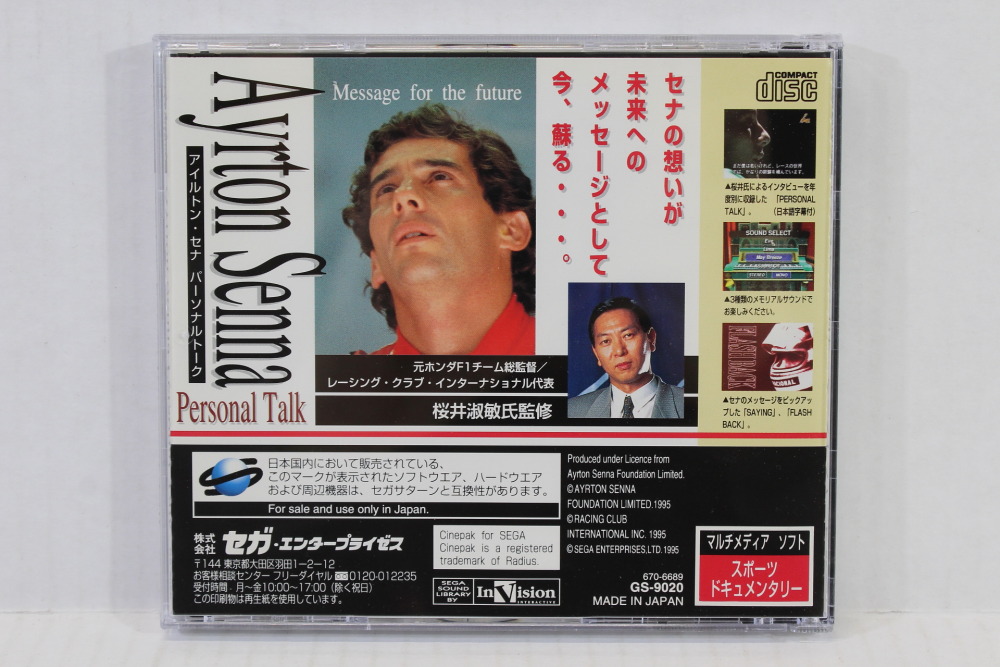 Ayrton Senna
アイルトン・セナ パーソナルトーク
Personal Talk
Message for the future
セナの想いが
未来への
メッセージとして
今、蘇る・・・・。
元ホンダF1チーム総監督/
レーシング・クラブ・インターナショナル代表
桜井淑敏氏監修
COMPACT
disc
▲桜井氏によるインタビューを年
度別に収録した「PERSONAL
TALK」。 (日本語字幕付)
SOUND SELECT
STEREO
MONO
▲3種類のメモリアルサウンドで
お楽しみください。
FLASHBACK
▲セナのメッセージをピックアッ
プした「SAYING」、「FLASH
BACK」。
日本国内において販売されている、
このマークが表示されたソフトウエア、ハードウエア
および周辺機器は、セガサターンと互換性があります。
For sale and use only in Japan.
株式会社 セガ・エンタープライゼス
〒144 東京都大田区羽田1-2-12
お客様相談センター フリーダイヤル 0120-012235
受付時間・月～金10:00～17:00(除く祝日)
この印刷物は再生紙を使用しています。
Cinepak for SEGA
Cinepak is a registered
trademark of Radius.
SEGA
SOUND
LIBRARY
BY
InVision
INTERACTIVE
Produced under Licence from
Ayrton Senna Foundation Limited.
©AYRTON SENNA
FOUNDATION LIMITED.1995
©RACING CLUB
INTERNATIONAL INC. 1995
©SEGA ENTERPRISES,LTD.1995
670-6689
GS-9020
MADE IN JAPAN
マルチメディア ソフト
スポーツ
ドキュメンタリー